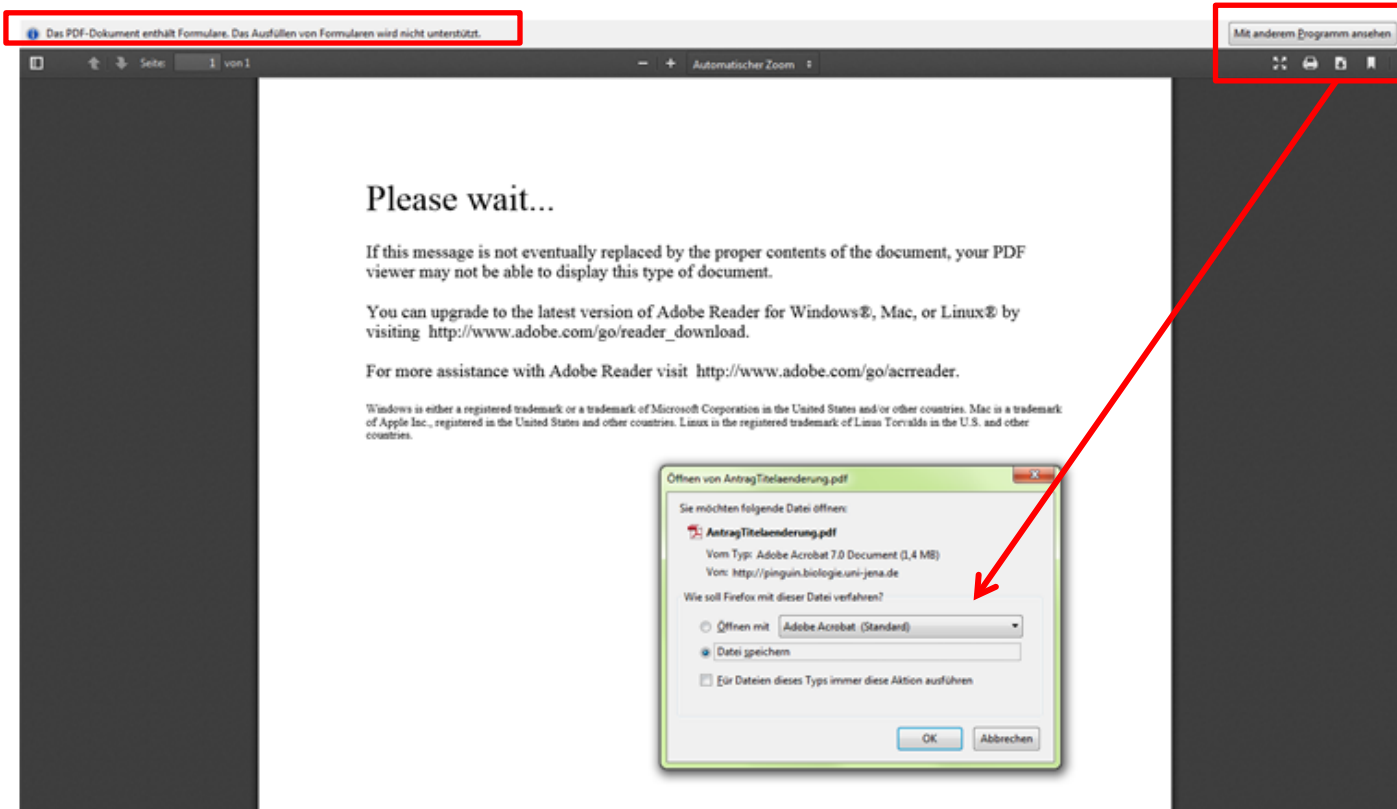 Das PDF-Dokument enthält Formulare. Das Ausfüllen von Formularen wird nicht unterstützt.
Mit anderem Programm ansehen
Seite: 1 von 1
Automatischer Zoom
Please wait...
If this message is not eventually replaced by the proper contents of the document, your PDF
viewer may not be able to display this type of document.
You can upgrade to the latest version of Adobe Reader for Windows®, Mac, or Linux® by
visiting http://www.adobe.com/go/reader_download.
For more assistance with Adobe Reader visit http://www.adobe.com/go/acrreader.
Windows is either a registered trademark or a trademark of Microsoft Corporation in the United States and/or other countries. Mac is a trademark
of Apple Inc., registered in the United States and other countries. Linux is the registered trademark of Linus Torvalds in the U.S. and other
countries.
Öffnen von AntragTitelaenderung.pdf
Sie möchten folgende Datei öffnen:
AntragTitelaenderung.pdf
Vom Typ: Adobe Acrobat 7.0 Document (1,4 MB)
Von: http://pinguin.biologie.uni-jena.de
Wie soll Firefox mit dieser Datei verfahren?
Öffnen mit Adobe Acrobat (Standard)
Datei speichern
Für Dateien dieses Typs immer diese Aktion ausführen
OK Abbrechen